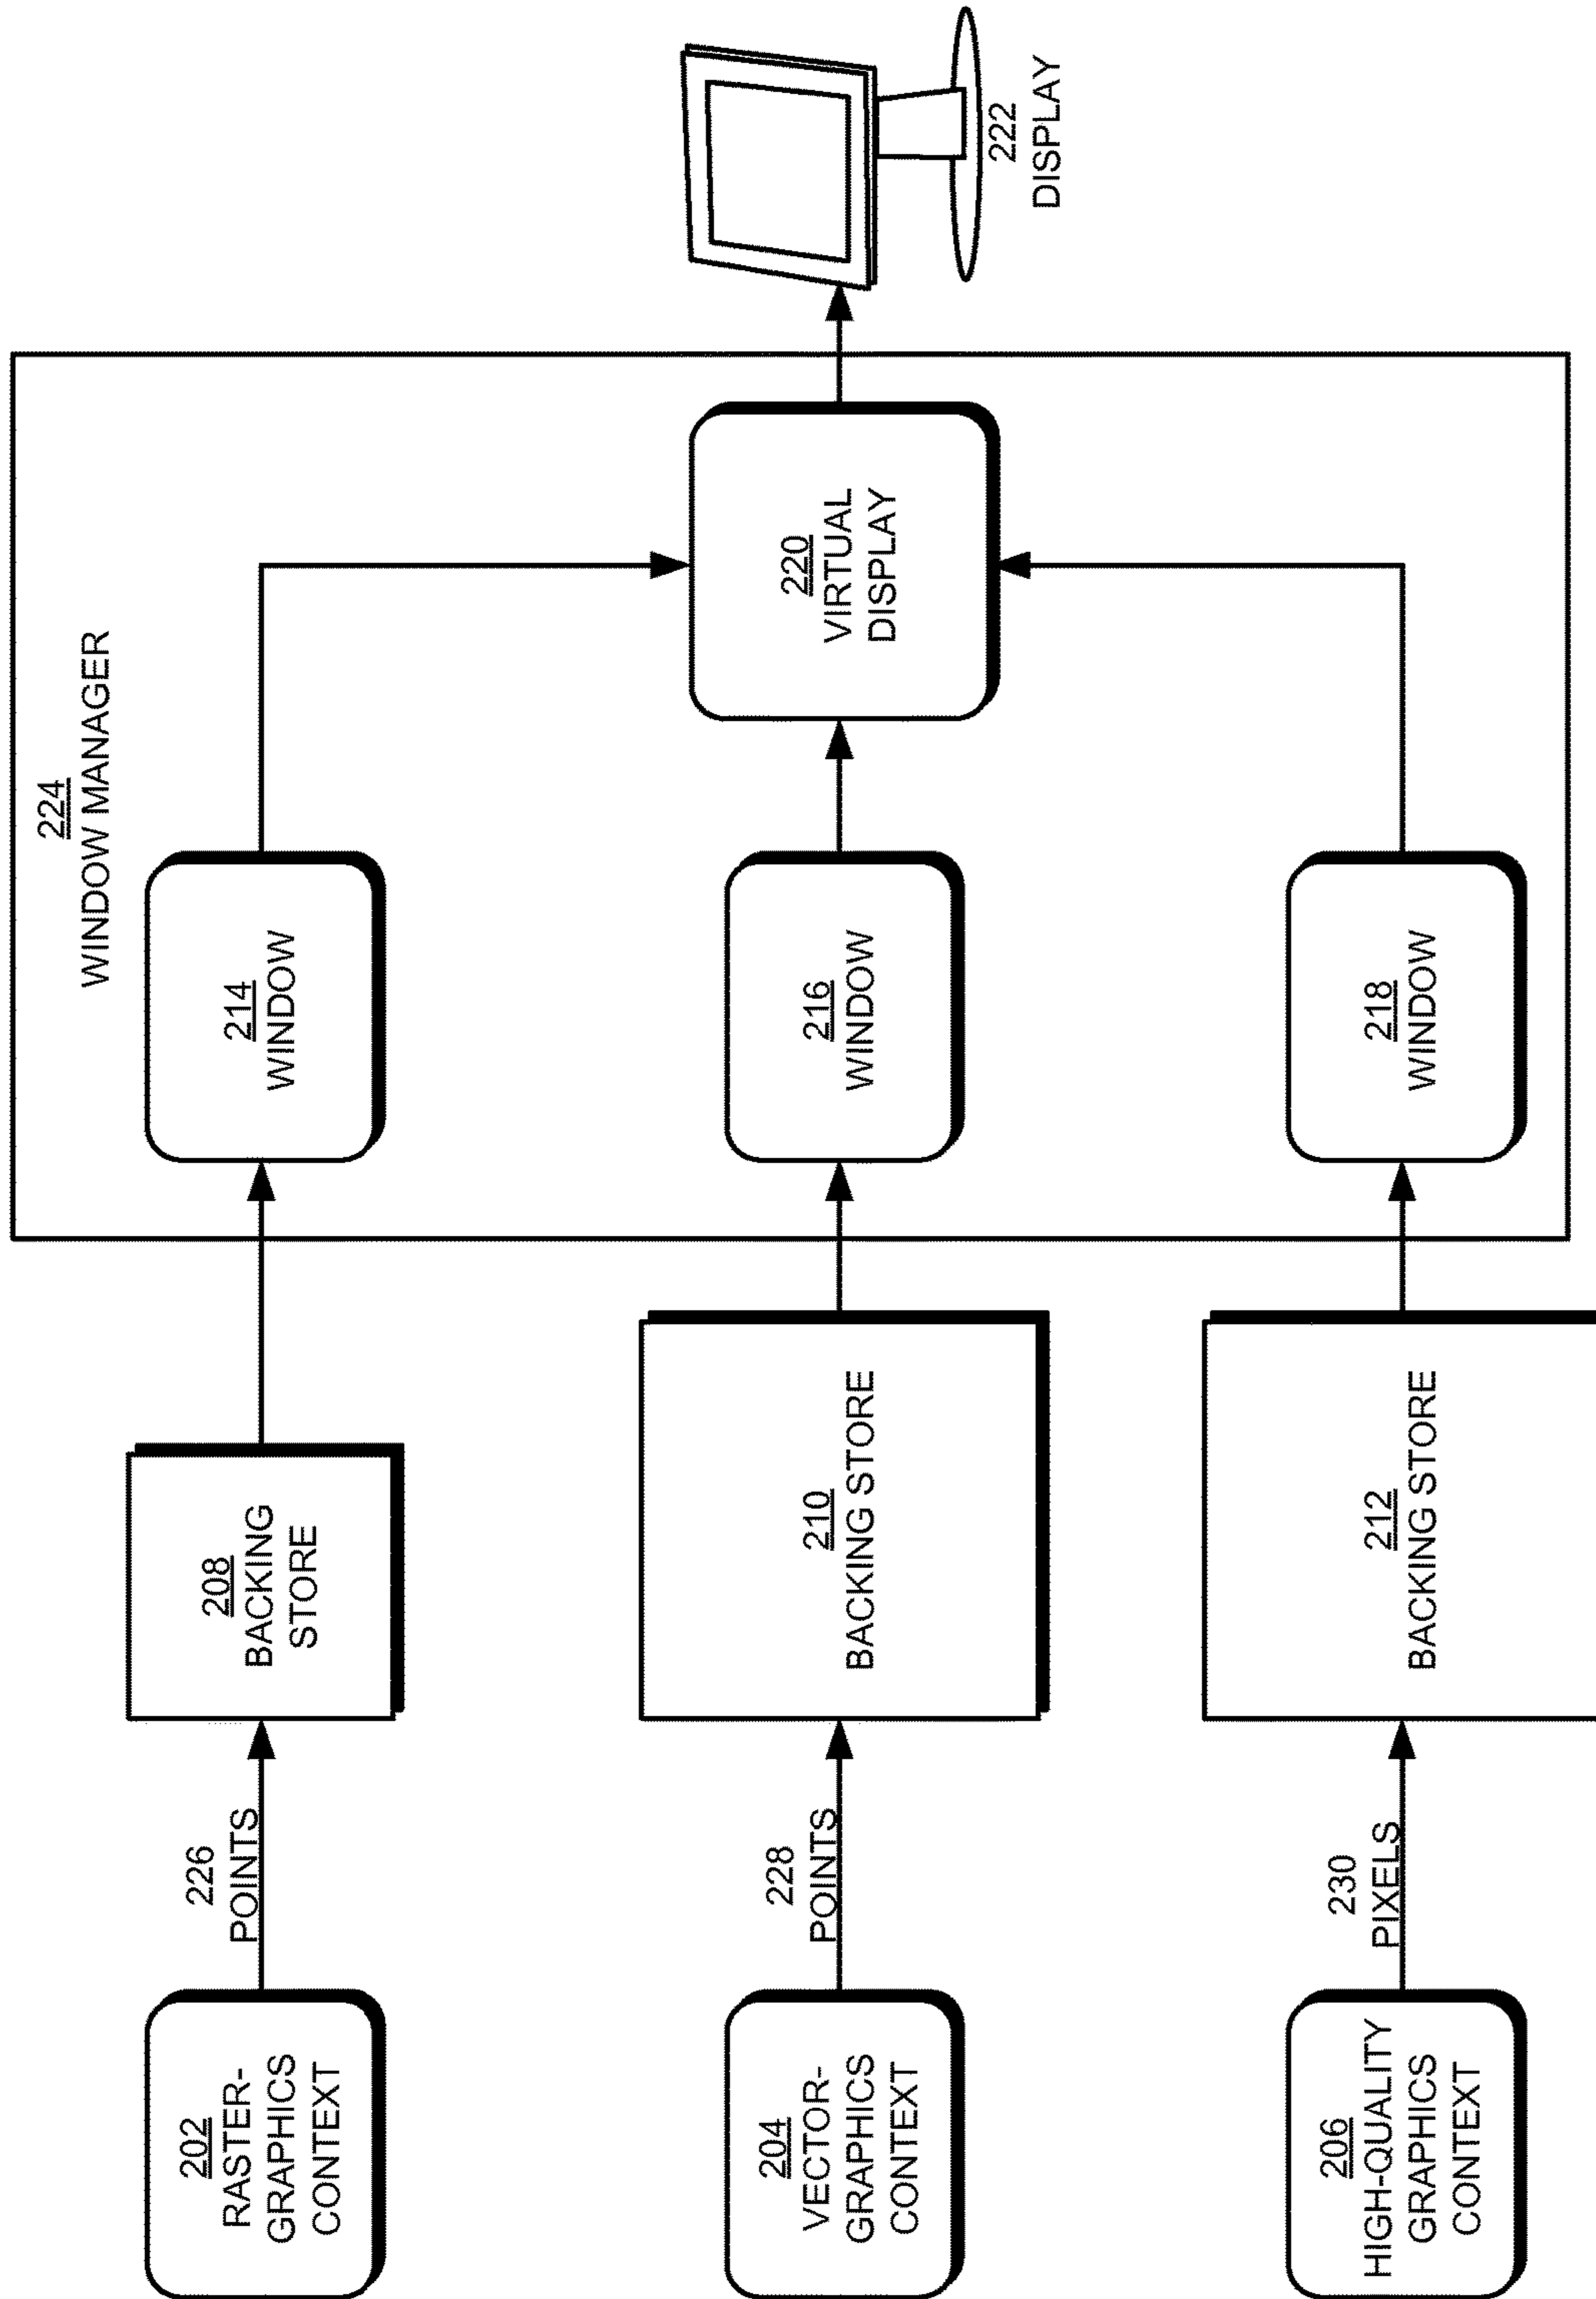 224
WINDOW MANAGER
202
RASTER-
GRAPHICS
CONTEXT
226
POINTS
208
BACKING
STORE
214
WINDOW
204
VECTOR-
GRAPHICS
CONTEXT
228
POINTS
210
BACKING STORE
216
WINDOW
220
VIRTUAL
DISPLAY
222
DISPLAY
206
HIGH-QUALITY
GRAPHICS
CONTEXT
230
PIXELS
212
BACKING STORE
218
WINDOW